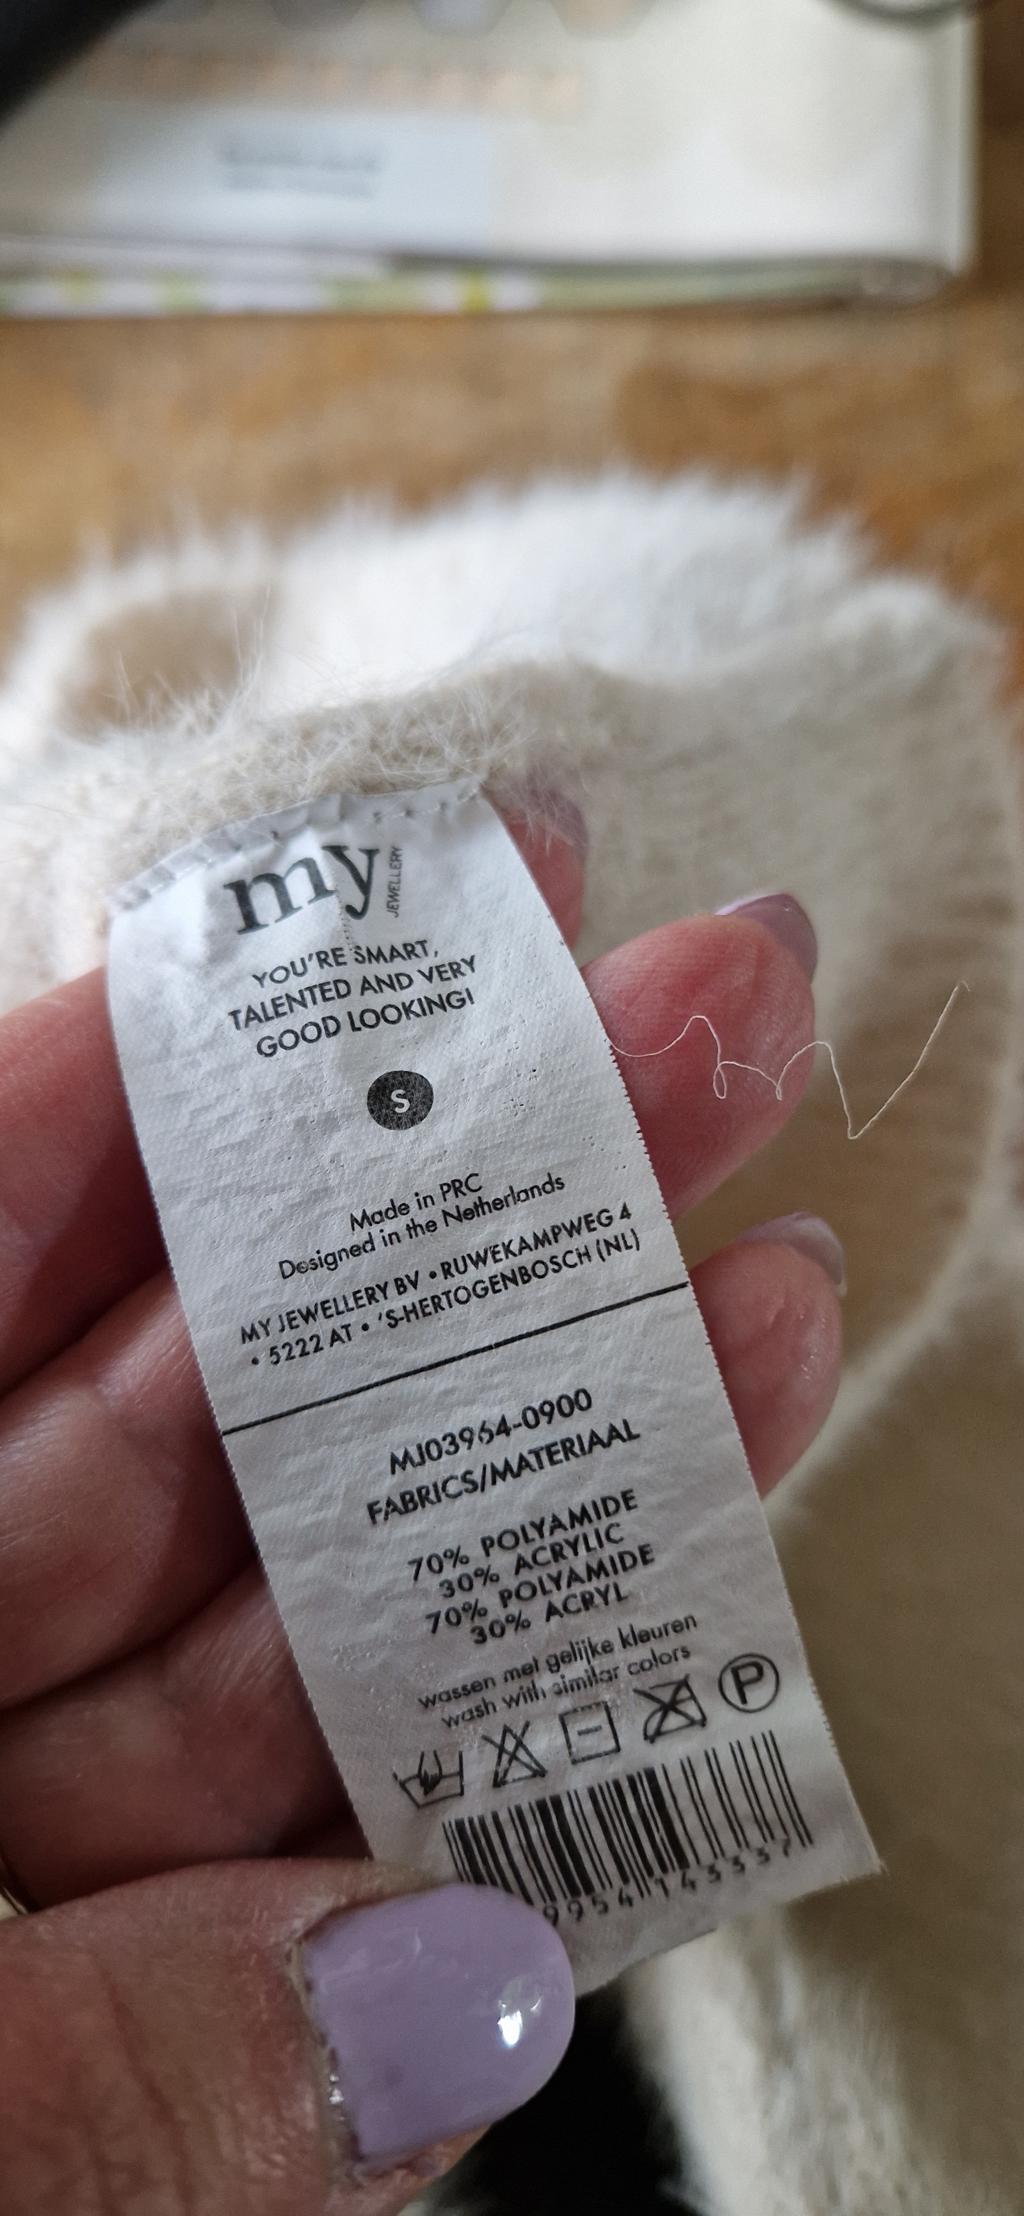 my
JEWELLERY
YOU'RE SMART,
TALENTED AND VERY
GOOD LOOKING!
S
Made in PRC
Designed in the Netherlands
MY JEWELLERY BV • RUWEKAMPWEG 4
• 5222 AT • 'S-HERTOGENBOSCH (NL)
MJ03964-0900
FABRICS/MATERIAAL
70% POLYAMIDE
30% ACRYLIC
70% POLYAMIDE
30% ACRYL
wassen met gelijke kleuren
wash with similar colors
P